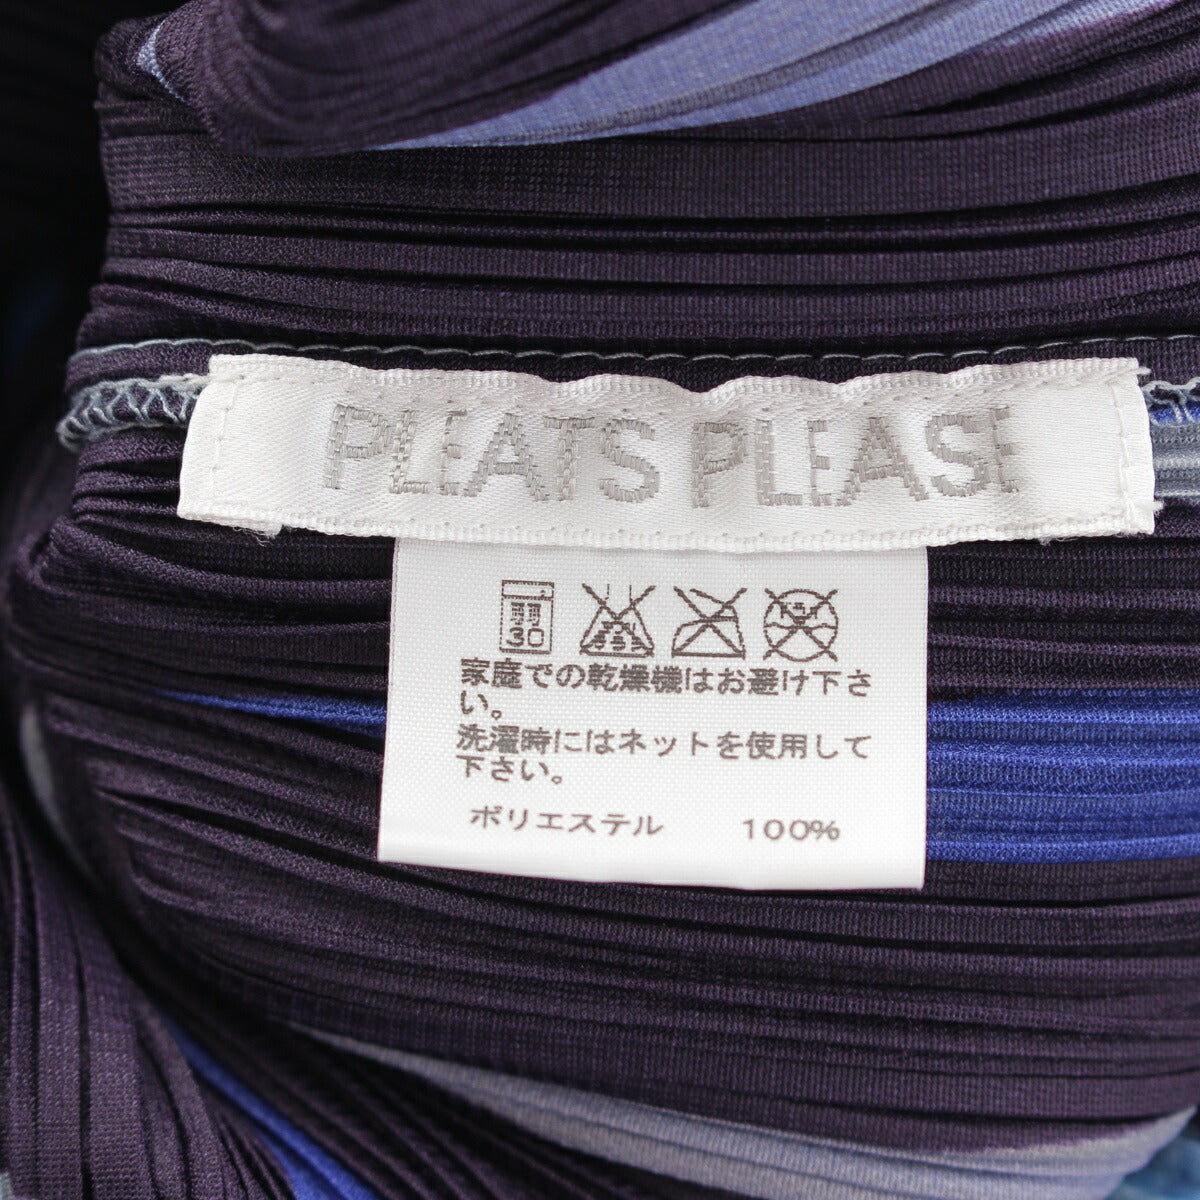 PLEATS PLEASE
30
家庭での乾燥機はお避け下さ
い。
洗濯時にはネットを使用して
下さい。
ポリエステル 100%